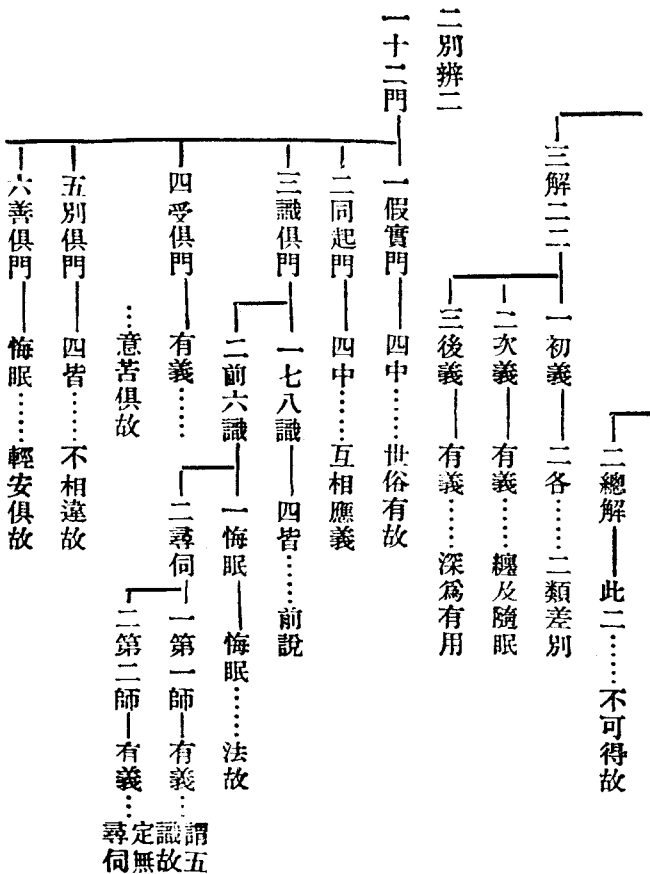 二總解 此二……不可得故
三解二二 一初義 二各……二類差別
二次義 有義……纏及隨眠
三後義 有義……深爲有用
二別辨二
一十二門 一假實門 四中……世俗有故
二同起門 四中……互相應義
三識俱門 一七八識 四皆……前說
二前六識 一悔眠 悔眠……法故
二尋伺 一第一師 有義…謂五識故
二第二師 有義…定無尋伺
四受俱門 有義……
…意苦俱故
五別俱門 四皆……不相違故
六善俱門 悔眠……輕安俱故